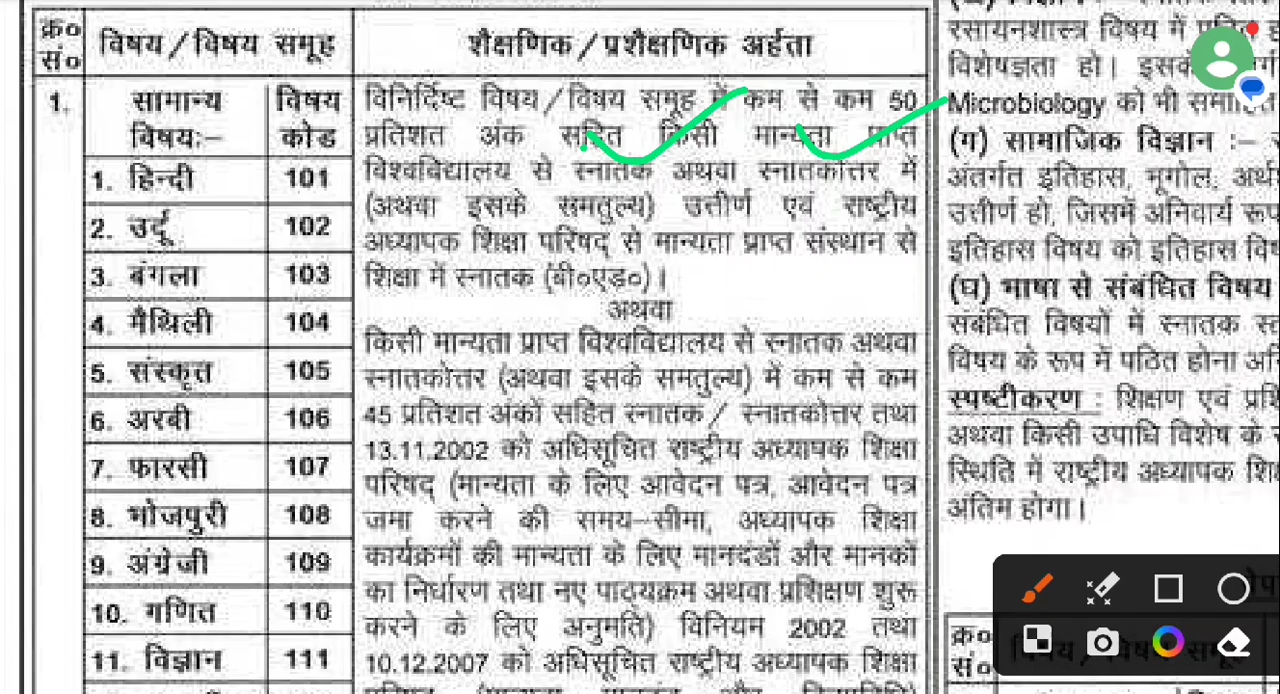 क्र०
सं०
विषय/विषय समूह
शैक्षणिक/प्रशैक्षणिक अर्हता
1.
सामान्य
विषयः–
विषय
कोड
1. हिन्दी 101
2. उर्दू 102
3. बंगला 103
4. मैथिली 104
5. संस्कृत 105
6. अरबी 106
7. फारसी 107
8. भोजपुरी 108
9. अंग्रेजी 109
10. गणित 110
11. विज्ञान 111
विनिर्दिष्ट विषय/विषय समूह में कम से कम 50
प्रतिशत अंक सहित किसी मान्यता प्राप्त
विश्वविद्यालय से स्नातक अथवा स्नातकोत्तर में
(अथवा इसके समतुल्य) उत्तीर्ण एवं राष्ट्रीय
अध्यापक शिक्षा परिषद् से मान्यता प्राप्त संस्थान से
शिक्षा में स्नातक (बी०एड०)।
अथवा
किसी मान्यता प्राप्त विश्वविद्यालय से स्नातक अथवा
स्नातकोत्तर (अथवा इसके समतुल्य) में कम से कम
45 प्रतिशत अंकों सहित स्नातक/ स्नातकोत्तर तथा
13.11.2002 को अधिसूचित राष्ट्रीय अध्यापक शिक्षा
परिषद् (मान्यता के लिए आवेदन पत्र, आवेदन पत्र
जमा करने की समय–सीमा, अध्यापक शिक्षा
कार्यक्रमों की मान्यता के लिए मानदंडों और मानकों
का निर्धारण तथा नए पाठ्यक्रम अथवा प्रशिक्षण शुरू
करने के लिए अनुमति) विनियम 2002 तथा
10.12.2007 को अधिसूचित राष्ट्रीय अध्यापक शिक्षा
रसायनशास्त्र विषय में
विशेषज्ञता हो।
Microbiology को भी
(ग) सामाजिक विज्ञान :–
अंतर्गत इतिहास, भूगोल,
उत्तीर्ण हो, जिसमें अनिवार्य
इतिहास विषय को इतिहास
(घ) भाषा से संबंधित विषय
संबंधित विषयों में स्नातक
विषय के रूप में पठित होना
स्पष्टीकरण : शिक्षण एवं
अथवा किसी उपाधि विशेष के
स्थिति में राष्ट्रीय अध्यापक
अंतिम होगा।
क्र०
सं०